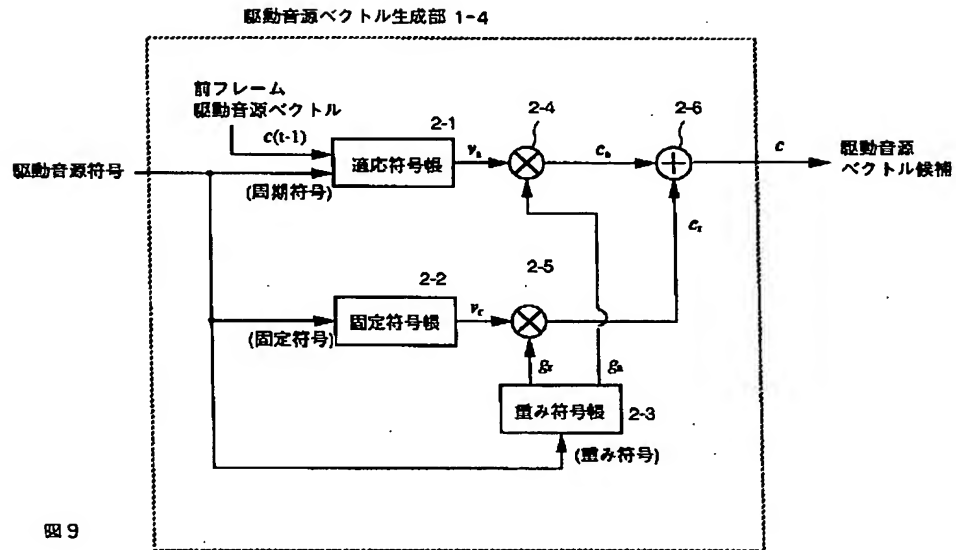 駆動音源ベクトル生成部 1-4
前フレーム
駆動音源ベクトル
c(t-1)
2-1
2-4
2-6
駆動音源符号
適応符号帳
va
ca
c
駆動音源
ベクトル候補
(周期符号)
cr
2-2
2-5
固定符号帳
vr
(固定符号)
gr
ga
重み符号帳
2-3
(重み符号)
図9